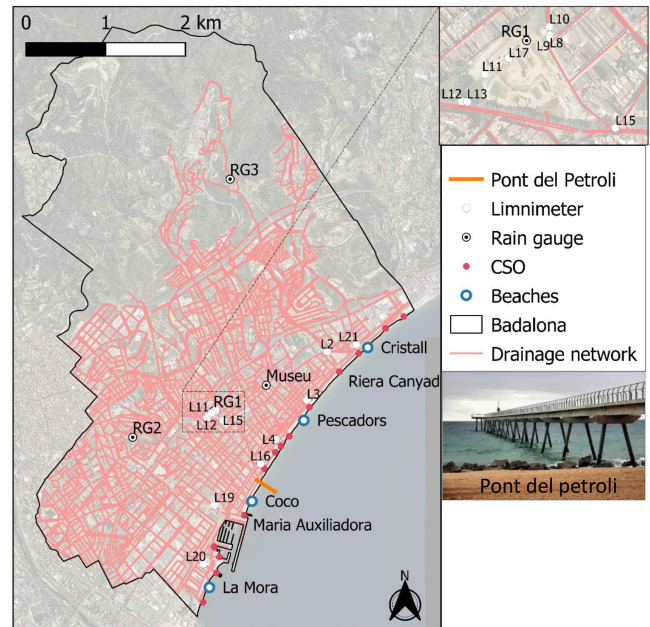 0 1 2 km
RG3
L2
L21
Cristall
Museu
Riera Canyad
L3
L11
RG1
L12
L15
Pescadors
RG2
L4
L16
L19
Coco
Maria Auxiliadora
L20
La Mora
N
L10
RG1
L9
L8
L17
L11
L12
L13
L15
Pont del Petroli
Limnimeter
Rain gauge
CSO
Beaches
Badalona
Drainage network
Pont del petroli